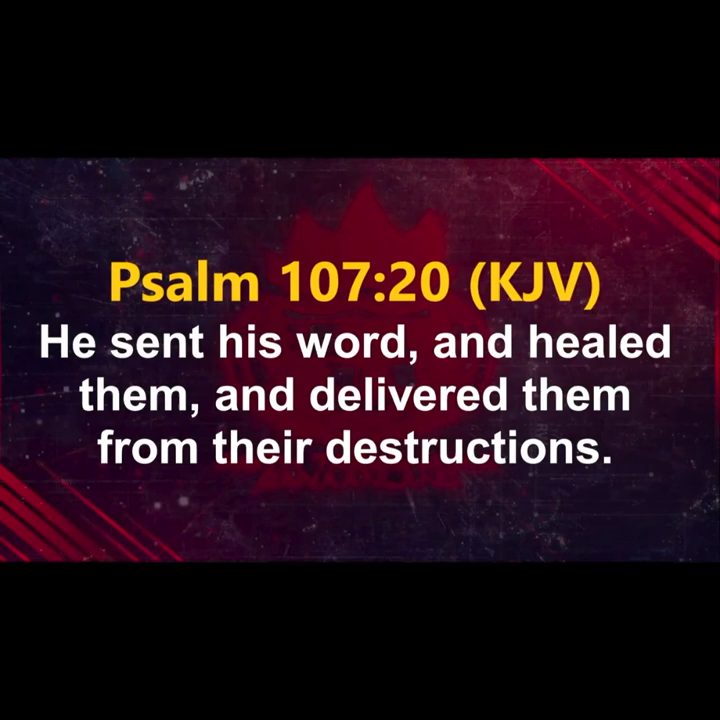 Psalm 107:20 (KJV)
He sent his word, and healed
them, and delivered them
from their destructions.